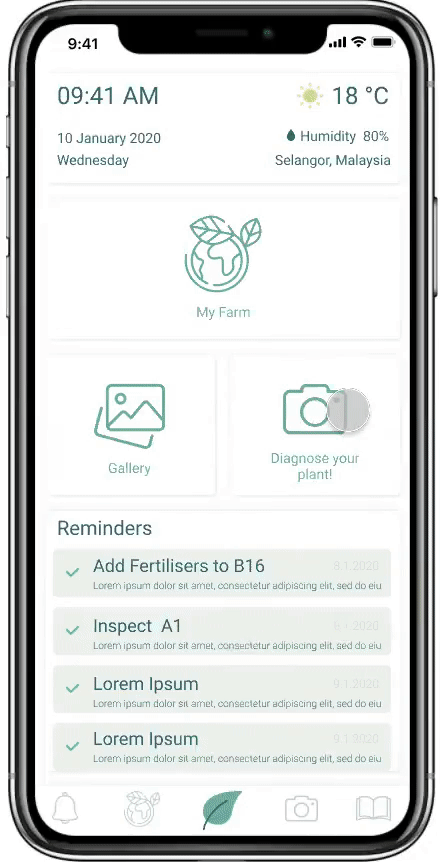 9:41
09:41 AM
18 °C
10 January 2020
Humidity 80%
Wednesday
Selangor, Malaysia
My Farm
Gallery
Diagnose your
plant!
Reminders
Add Fertilisers to B16
8.1.2020
Lorem ipsum dolor sit amet, consectetur adipiscing elit, sed do eiu
Inspect A1
9.1.2020
Lorem ipsum dolor sit amet, consectetur adipiscing elit, sed do eiu
Lorem Ipsum
9.1.2020
Lorem ipsum dolor sit amet, consectetur adipiscing elit, sed do eiu
Lorem Ipsum
9.1.2020
Lorem ipsum dolor sit amet, consectetur adipiscing elit, sed do eiu